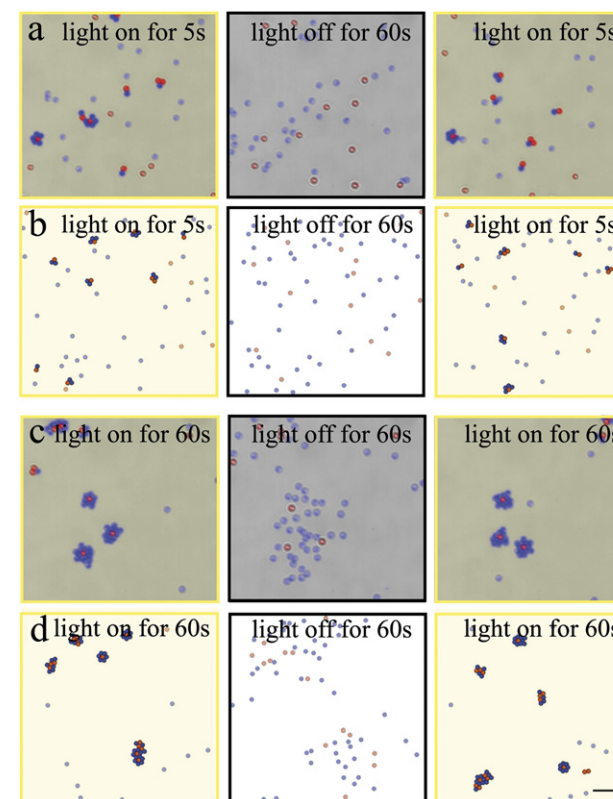 a light on for 5s light off for 60s light on for 5s
b light on for 5s light off for 60s light on for 5s
c light on for 60s light off for 60s light on for 60s
d light on for 60s light off for 60s light on for 60s